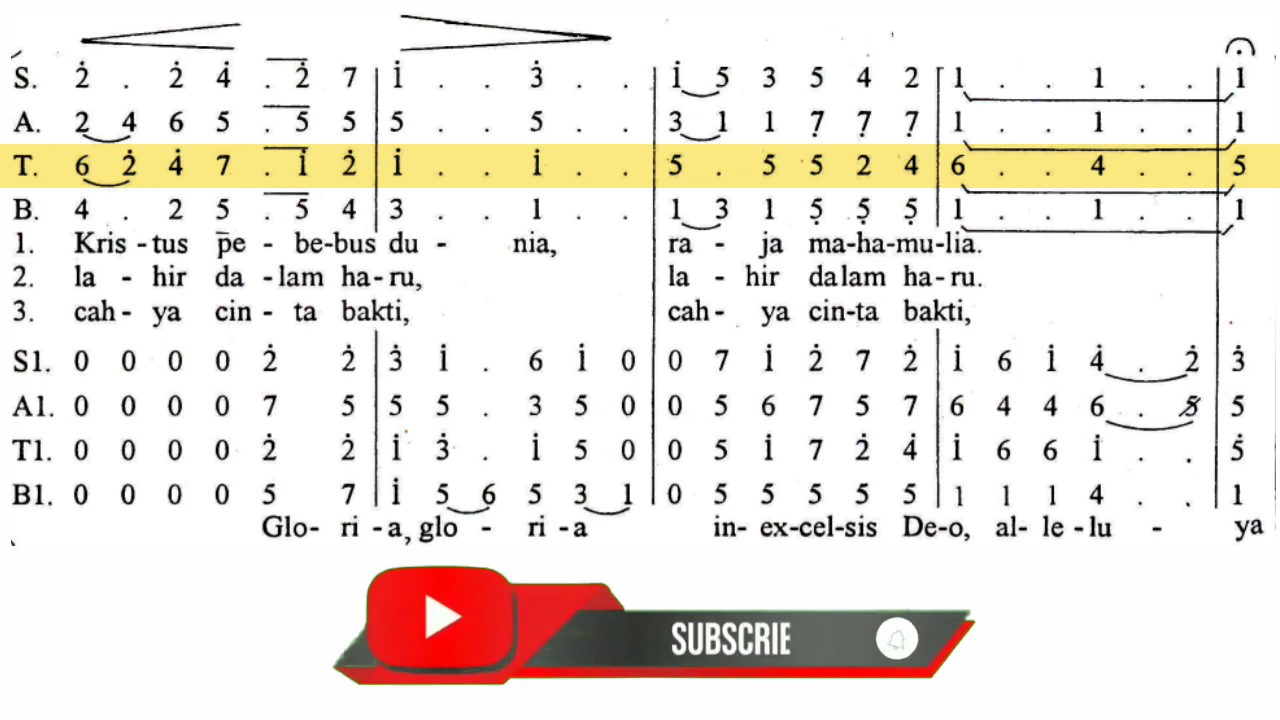 S. 2̇ . 2̇ 4̇ . 2̇ 7 | 1̇ . . 3̇ . . | 1̇ 5 3 5 4 2 | 1 . . 1 . . | 1
A. 2 4 6 5 . 5 5 | 5 . . 5 . . | 3 1 1 7̣ 7̣ 7̣ | 1 . . 1 . . | 1
T. 6 2̇ 4̇ 7 . 1̇ 2̇ | 1̇ . . 1̇ . . | 5 . 5 5 2 4 | 6 . . 4 . . | 5
B. 4 . 2 5 . 5 4 | 3 . . 1 . . | 1 3 1 5̣ 5̣ 5̣ | 1 . . 1 . . | 1
1. Kris - tus pe - be-bus du - nia, ra - ja ma-ha-mu-lia.
2. la - hir da - lam ha - ru, la - hir dalam ha - ru.
3. cah - ya cin - ta bakti, cah - ya cin-ta bakti,
S1. 0 0 0 0 2̇ 2̇ | 3̇ 1̇ . 6 1̇ 0 | 0 7 1̇ 2̇ 7 2̇ | 1̇ 6 1̇ 4̇ . 2̇ | 3̇
A1. 0 0 0 0 7 5 | 5 5 . 3 5 0 | 0 5 6 7 5 7 | 6 4 4 6 . . | 5
T1. 0 0 0 0 2̇ 2̇ | 1̇ 3̇ . 1̇ 5 0 | 0 5 1̇ 7 2̇ 4̇ | 1̇ 6 6 1̇ . . | 5̇
B1. 0 0 0 0 5 7 | 1̇ 5 6 5 3 1 | 0 5 5 5 5 5 | 1 1 1 4 . . | 1
Glo- ri - a, glo - ri - a in- ex-cel-sis De-o, al- le - lu - ya
SUBSCRIE